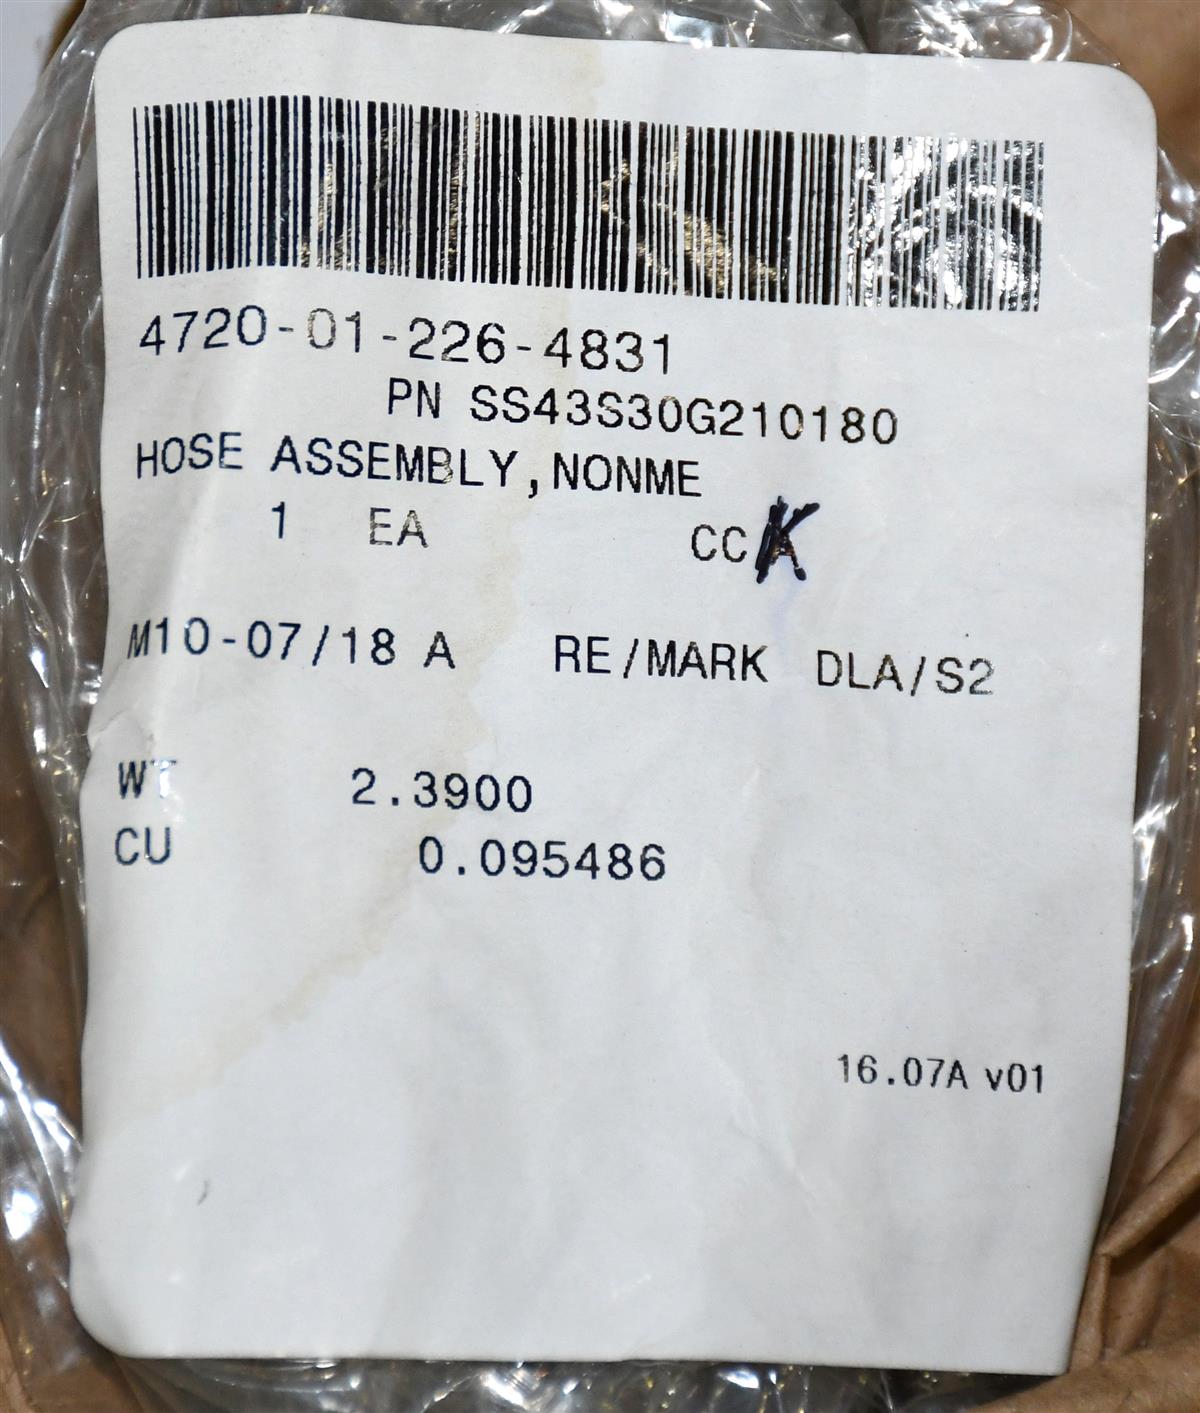 4720-01-226-4831
PN SS43S30G210180
HOSE ASSEMBLY,NONME
1 EA CC K
M10-07/18 A RE/MARK DLA/S2
WT 2.3900
CU 0.095486
16.07A v01